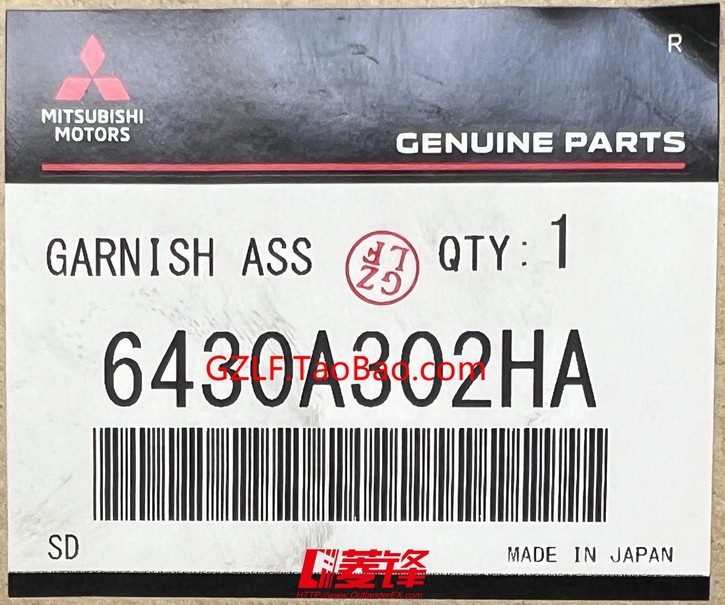 R
MITSUBISHI
MOTORS
GENUINE PARTS
GARNISH ASS
GZ
LF
QTY: 1
6430A302HA
GZLF.TaoBao.com
SD
MADE IN JAPAN
菱锋
HTTP://www.OutlanderEX.com